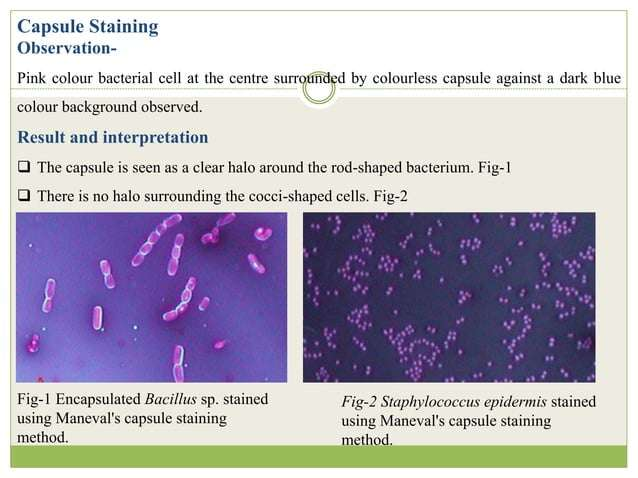 Capsule Staining
Observation-
Pink colour bacterial cell at the centre surrounded by colourless capsule against a dark blue
colour background observed.
Result and interpretation
❑ The capsule is seen as a clear halo around the rod-shaped bacterium. Fig-1
❑ There is no halo surrounding the cocci-shaped cells. Fig-2
Fig-1 Encapsulated Bacillus sp. stained
using Maneval's capsule staining
method.
Fig-2 Staphylococcus epidermis stained
using Maneval's capsule staining
method.